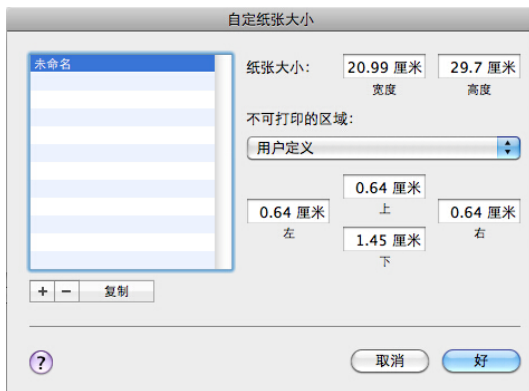 自定纸张大小
未命名
纸张大小: 20.99 厘米 29.7 厘米
宽度 高度
不可打印的区域:
用户定义
0.64 厘米
上
0.64 厘米 0.64 厘米
左 右
1.45 厘米
下
+ − 复制
? 取消 好